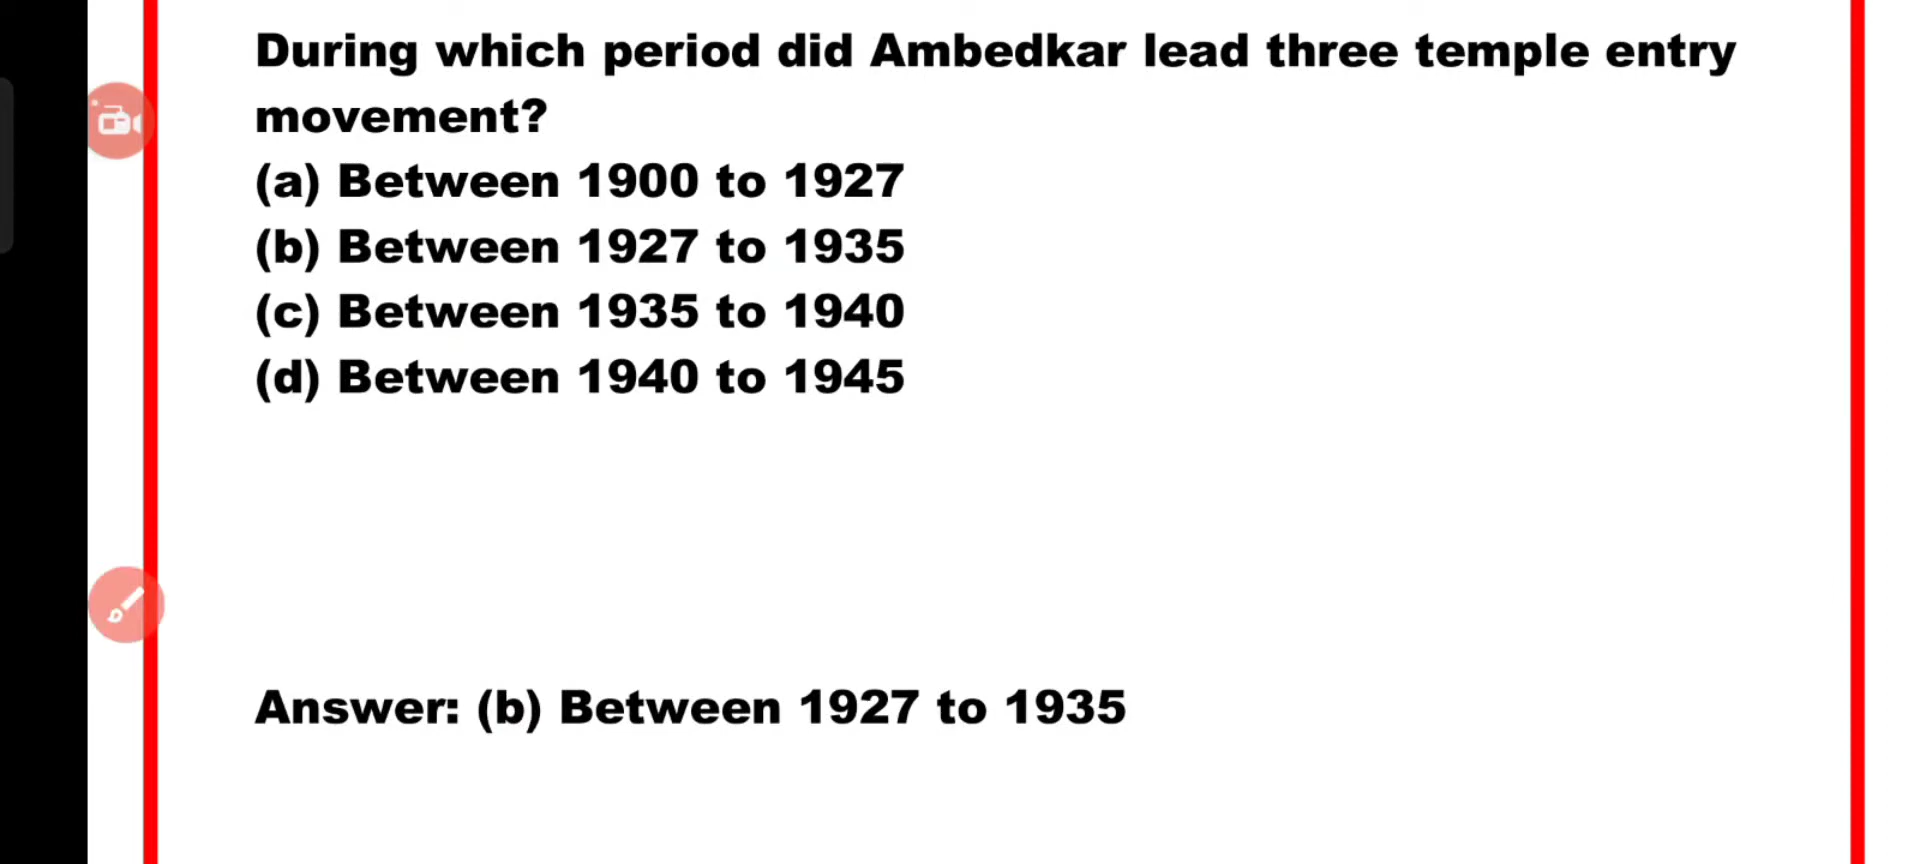 During which period did Ambedkar lead three temple entry
movement?
(a) Between 1900 to 1927
(b) Between 1927 to 1935
(c) Between 1935 to 1940
(d) Between 1940 to 1945
Answer: (b) Between 1927 to 1935